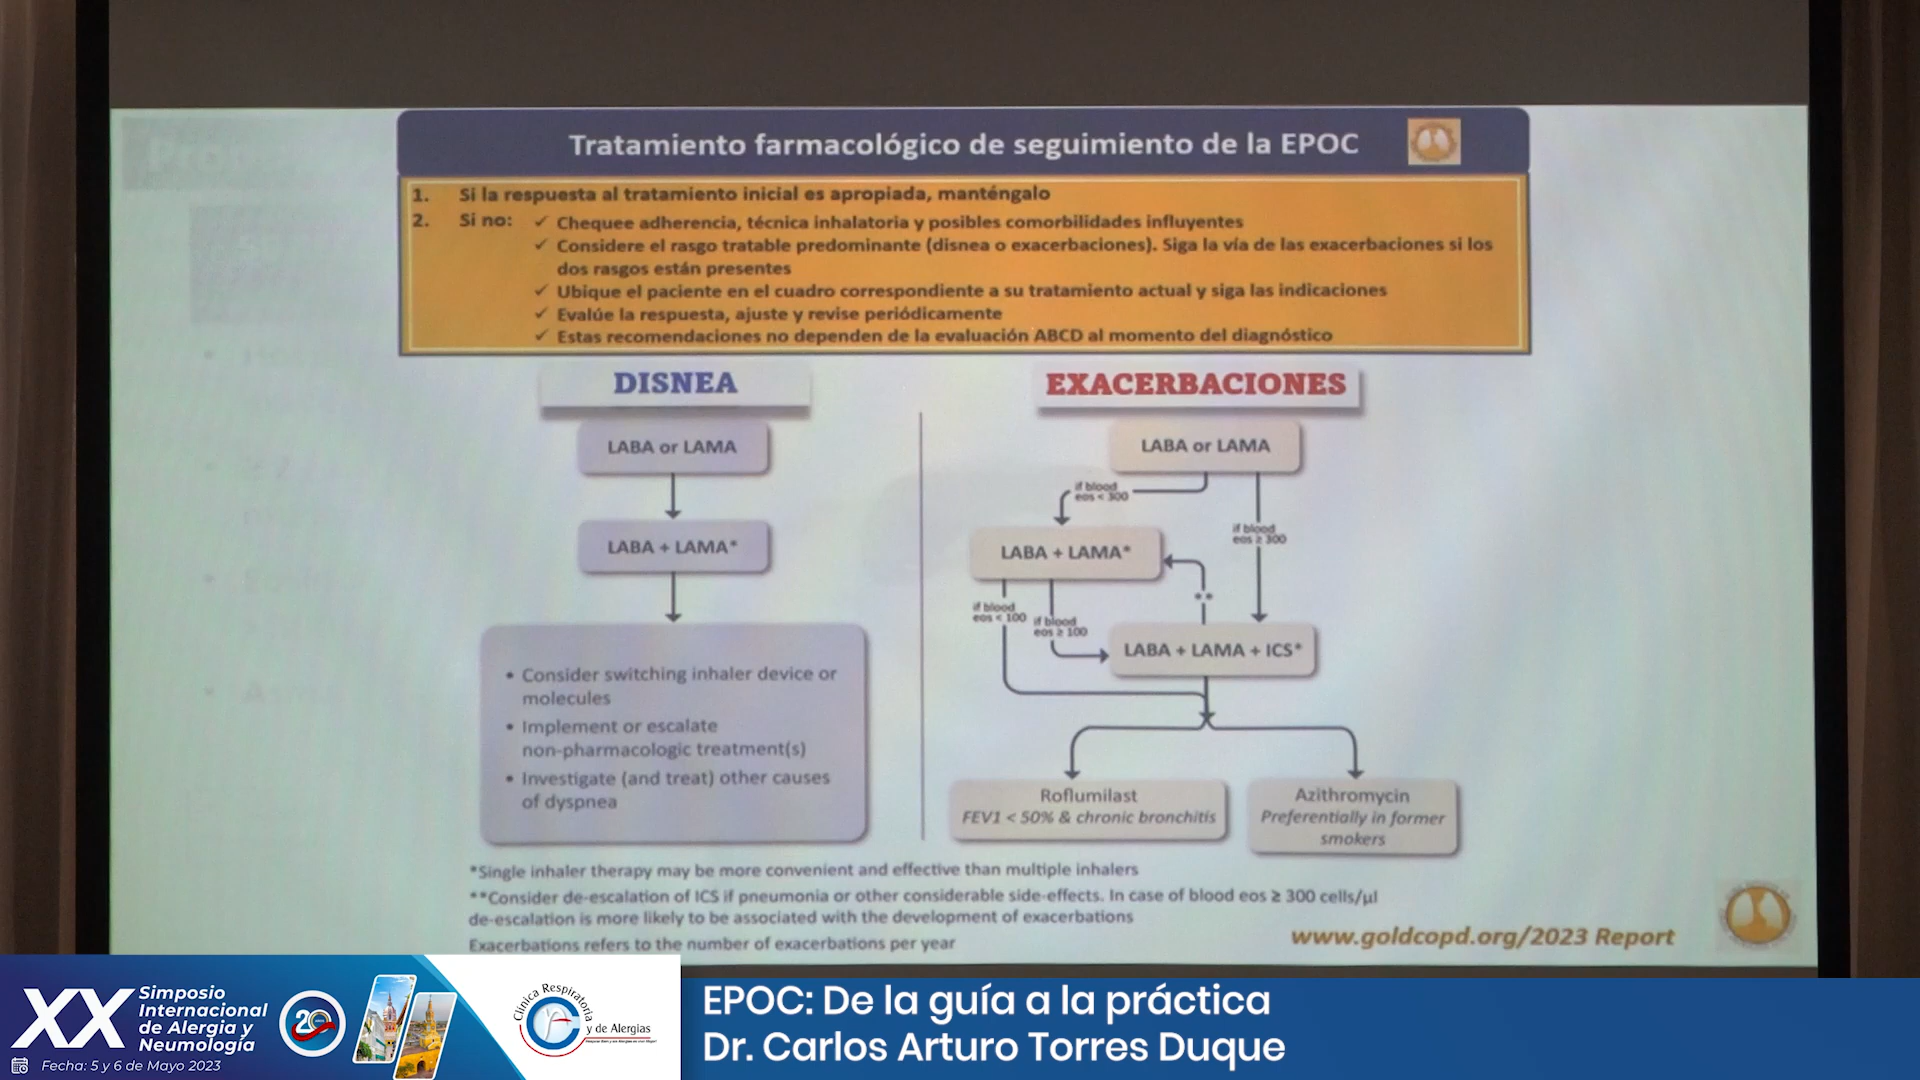 Tratamiento farmacológico de seguimiento de la EPOC
1. Si la respuesta al tratamiento inicial es apropiada, manténgalo
2. Si no: ✓ Chequee adherencia, técnica inhalatoria y posibles comorbilidades influyentes
✓ Considere el rasgo tratable predominante (disnea o exacerbaciones). Siga la vía de las exacerbaciones si los
dos rasgos están presentes
✓ Ubique el paciente en el cuadro correspondiente a su tratamiento actual y siga las indicaciones
✓ Evalúe la respuesta, ajuste y revise periódicamente
✓ Estas recomendaciones no dependen de la evaluación ABCD al momento del diagnóstico
DISNEA
LABA or LAMA
LABA + LAMA*
• Consider switching inhaler device or
molecules
• Implement or escalate
non-pharmacologic treatment(s)
• Investigate (and treat) other causes
of dyspnea
EXACERBACIONES
LABA or LAMA
if blood
eos < 300
if blood
eos ≥ 300
LABA + LAMA*
**
if blood
eos < 100
if blood
eos ≥ 100
LABA + LAMA + ICS*
Roflumilast
FEV1 < 50% & chronic bronchitis
Azithromycin
Preferentially in former
smokers
*Single inhaler therapy may be more convenient and effective than multiple inhalers
**Consider de-escalation of ICS if pneumonia or other considerable side-effects. In case of blood eos ≥ 300 cells/µl
de-escalation is more likely to be associated with the development of exacerbations
Exacerbations refers to the number of exacerbations per year
www.goldcopd.org/2023 Report
XX Simposio
Internacional
de Alergia y
Neumología
Fecha: 5 y 6 de Mayo 2023
20
Clínica Respiratoria
y de Alergias
EPOC: De la guía a la práctica
Dr. Carlos Arturo Torres Duque